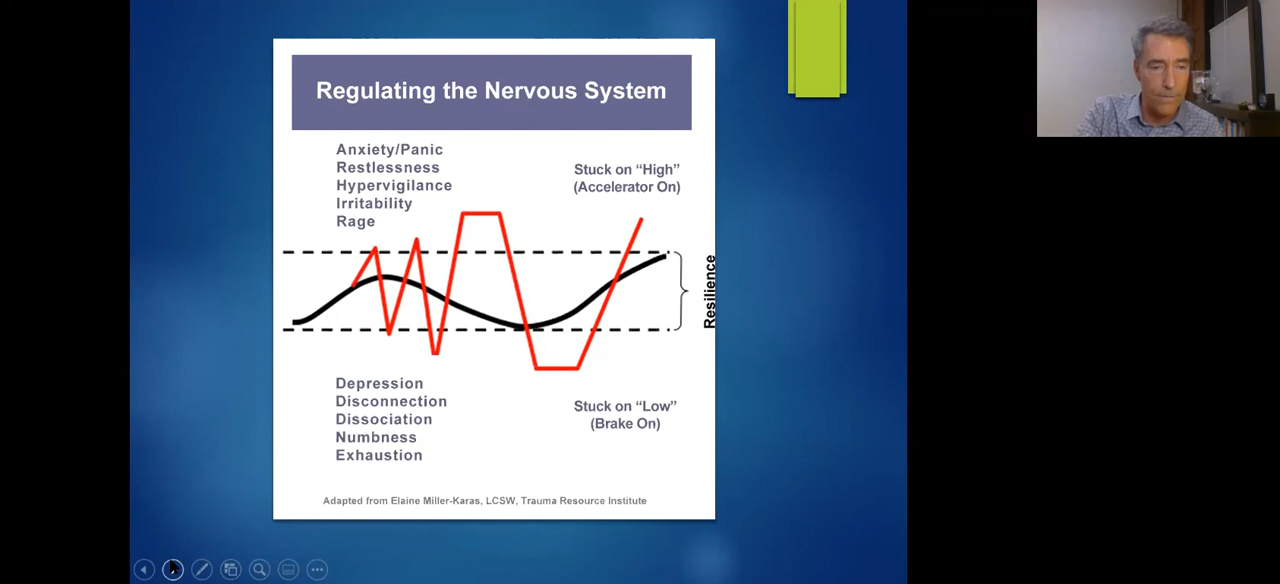 Regulating the Nervous System
Anxiety/Panic
Restlessness
Hypervigilance
Irritability
Rage
Stuck on “High”
(Accelerator On)
Resilience
Depression
Disconnection
Dissociation
Numbness
Exhaustion
Stuck on “Low”
(Brake On)
Adapted from Elaine Miller-Karas, LCSW, Trauma Resource Institute